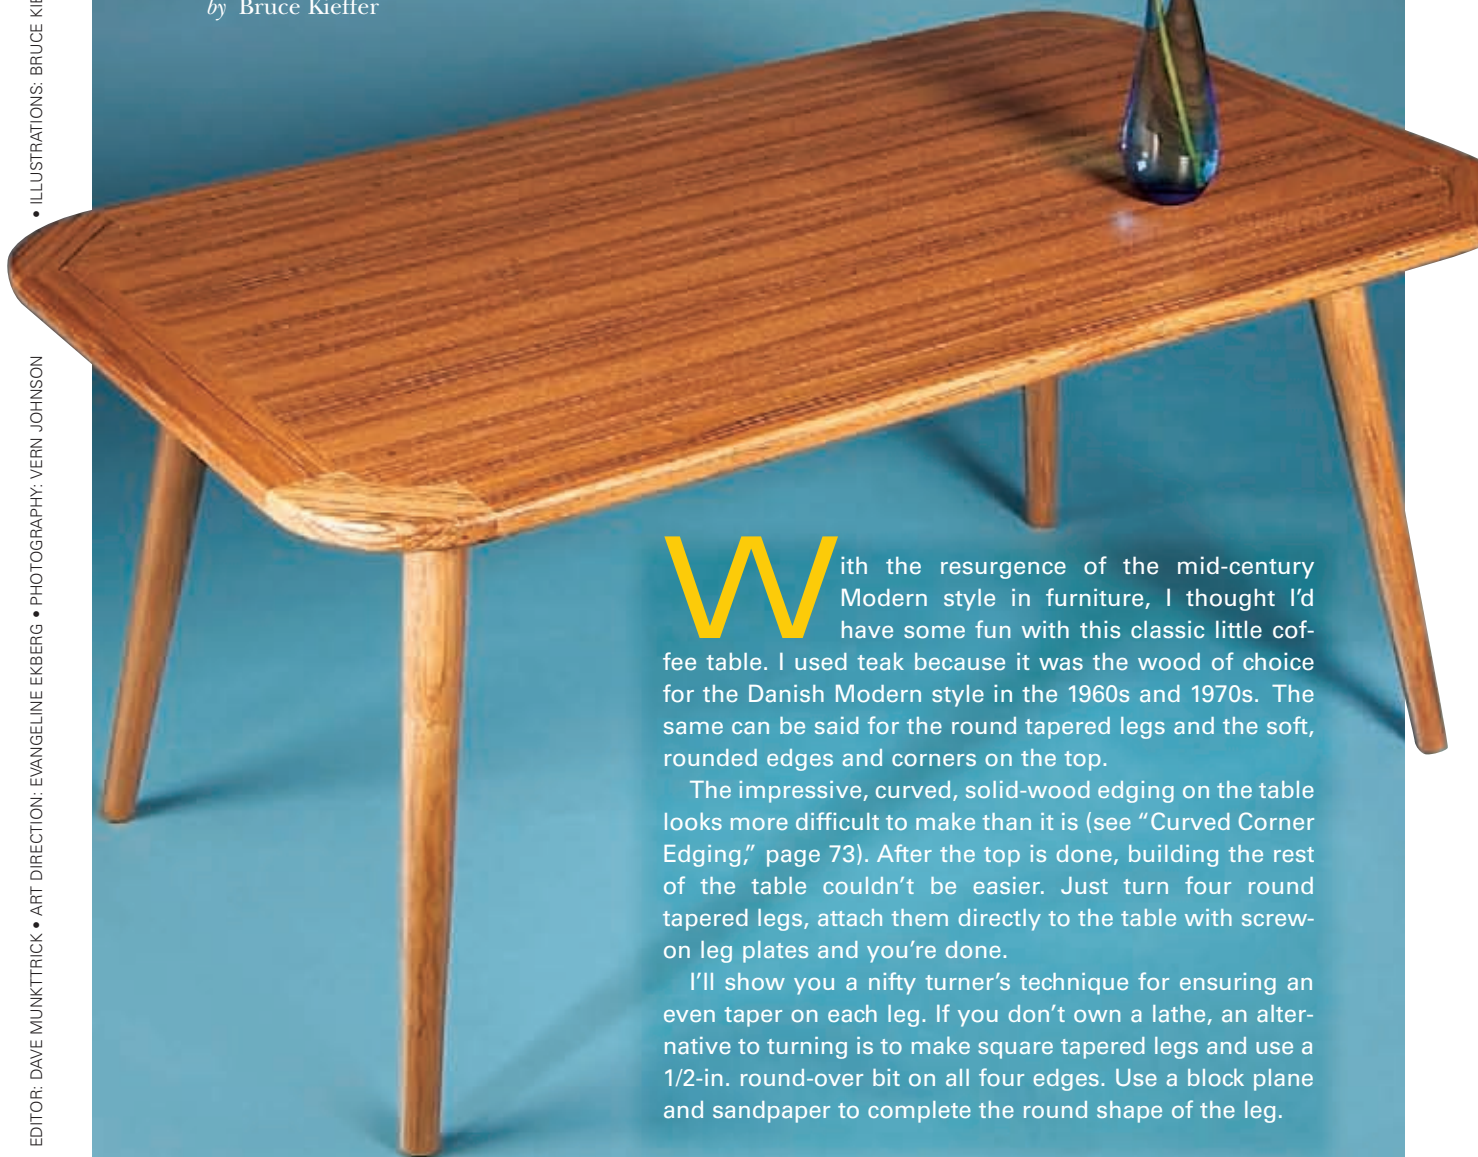 by Bruce Kieffer
With the resurgence of the mid-century
Modern style in furniture, I thought I’d
have some fun with this classic little cof-
fee table. I used teak because it was the wood of choice
for the Danish Modern style in the 1960s and 1970s. The
same can be said for the round tapered legs and the soft,
rounded edges and corners on the top.
The impressive, curved, solid-wood edging on the table
looks more difficult to make than it is (see “Curved Corner
Edging,” page 73). After the top is done, building the rest
of the table couldn’t be easier. Just turn four round
tapered legs, attach them directly to the table with screw-
on leg plates and you’re done.
I’ll show you a nifty turner’s technique for ensuring an
even taper on each leg. If you don’t own a lathe, an alter-
native to turning is to make square tapered legs and use a
1/2-in. round-over bit on all four edges. Use a block plane
and sandpaper to complete the round shape of the leg.
EDITOR: DAVE MUNKTTRICK • ART DIRECTION: EVANGELINE EKBERG • PHOTOGRAPHY: VERN JOHNSON • ILLUSTRATIONS: BRUCE